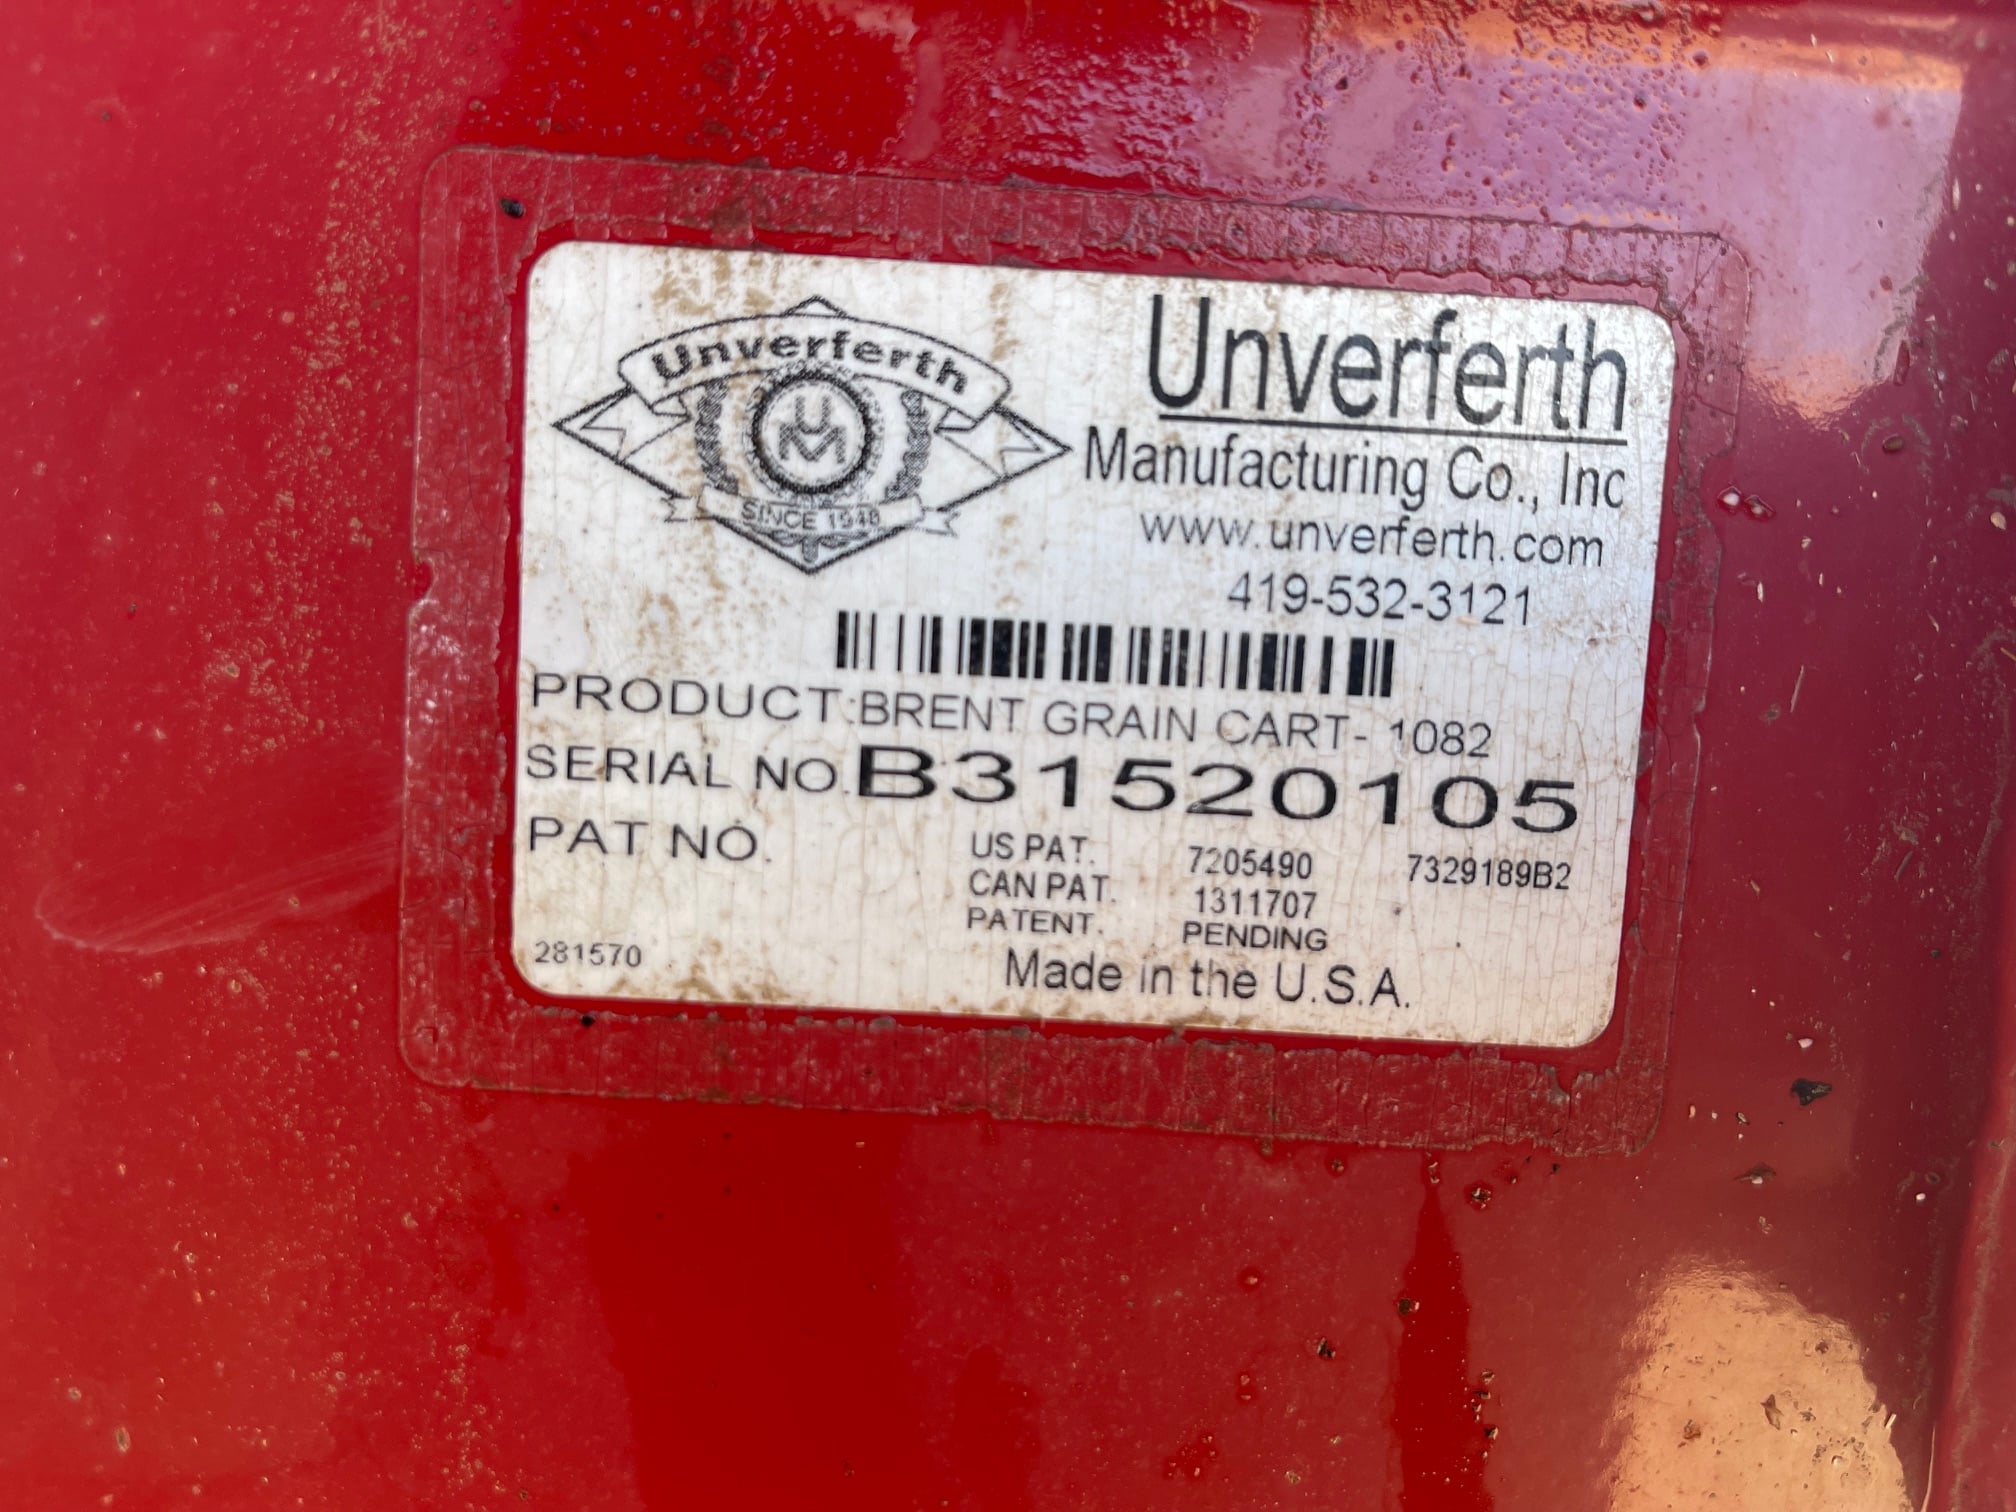 Unverferth
UM
SINCE 1948
Unverferth
Manufacturing Co., Inc
www.unverferth.com
419-532-3121
PRODUCT:BRENT GRAIN CART- 1082
SERIAL NO.B31520105
PAT NO.
US PAT. 7205490 7329189B2
CAN PAT. 1311707
PATENT. PENDING
281570
Made in the U.S.A.